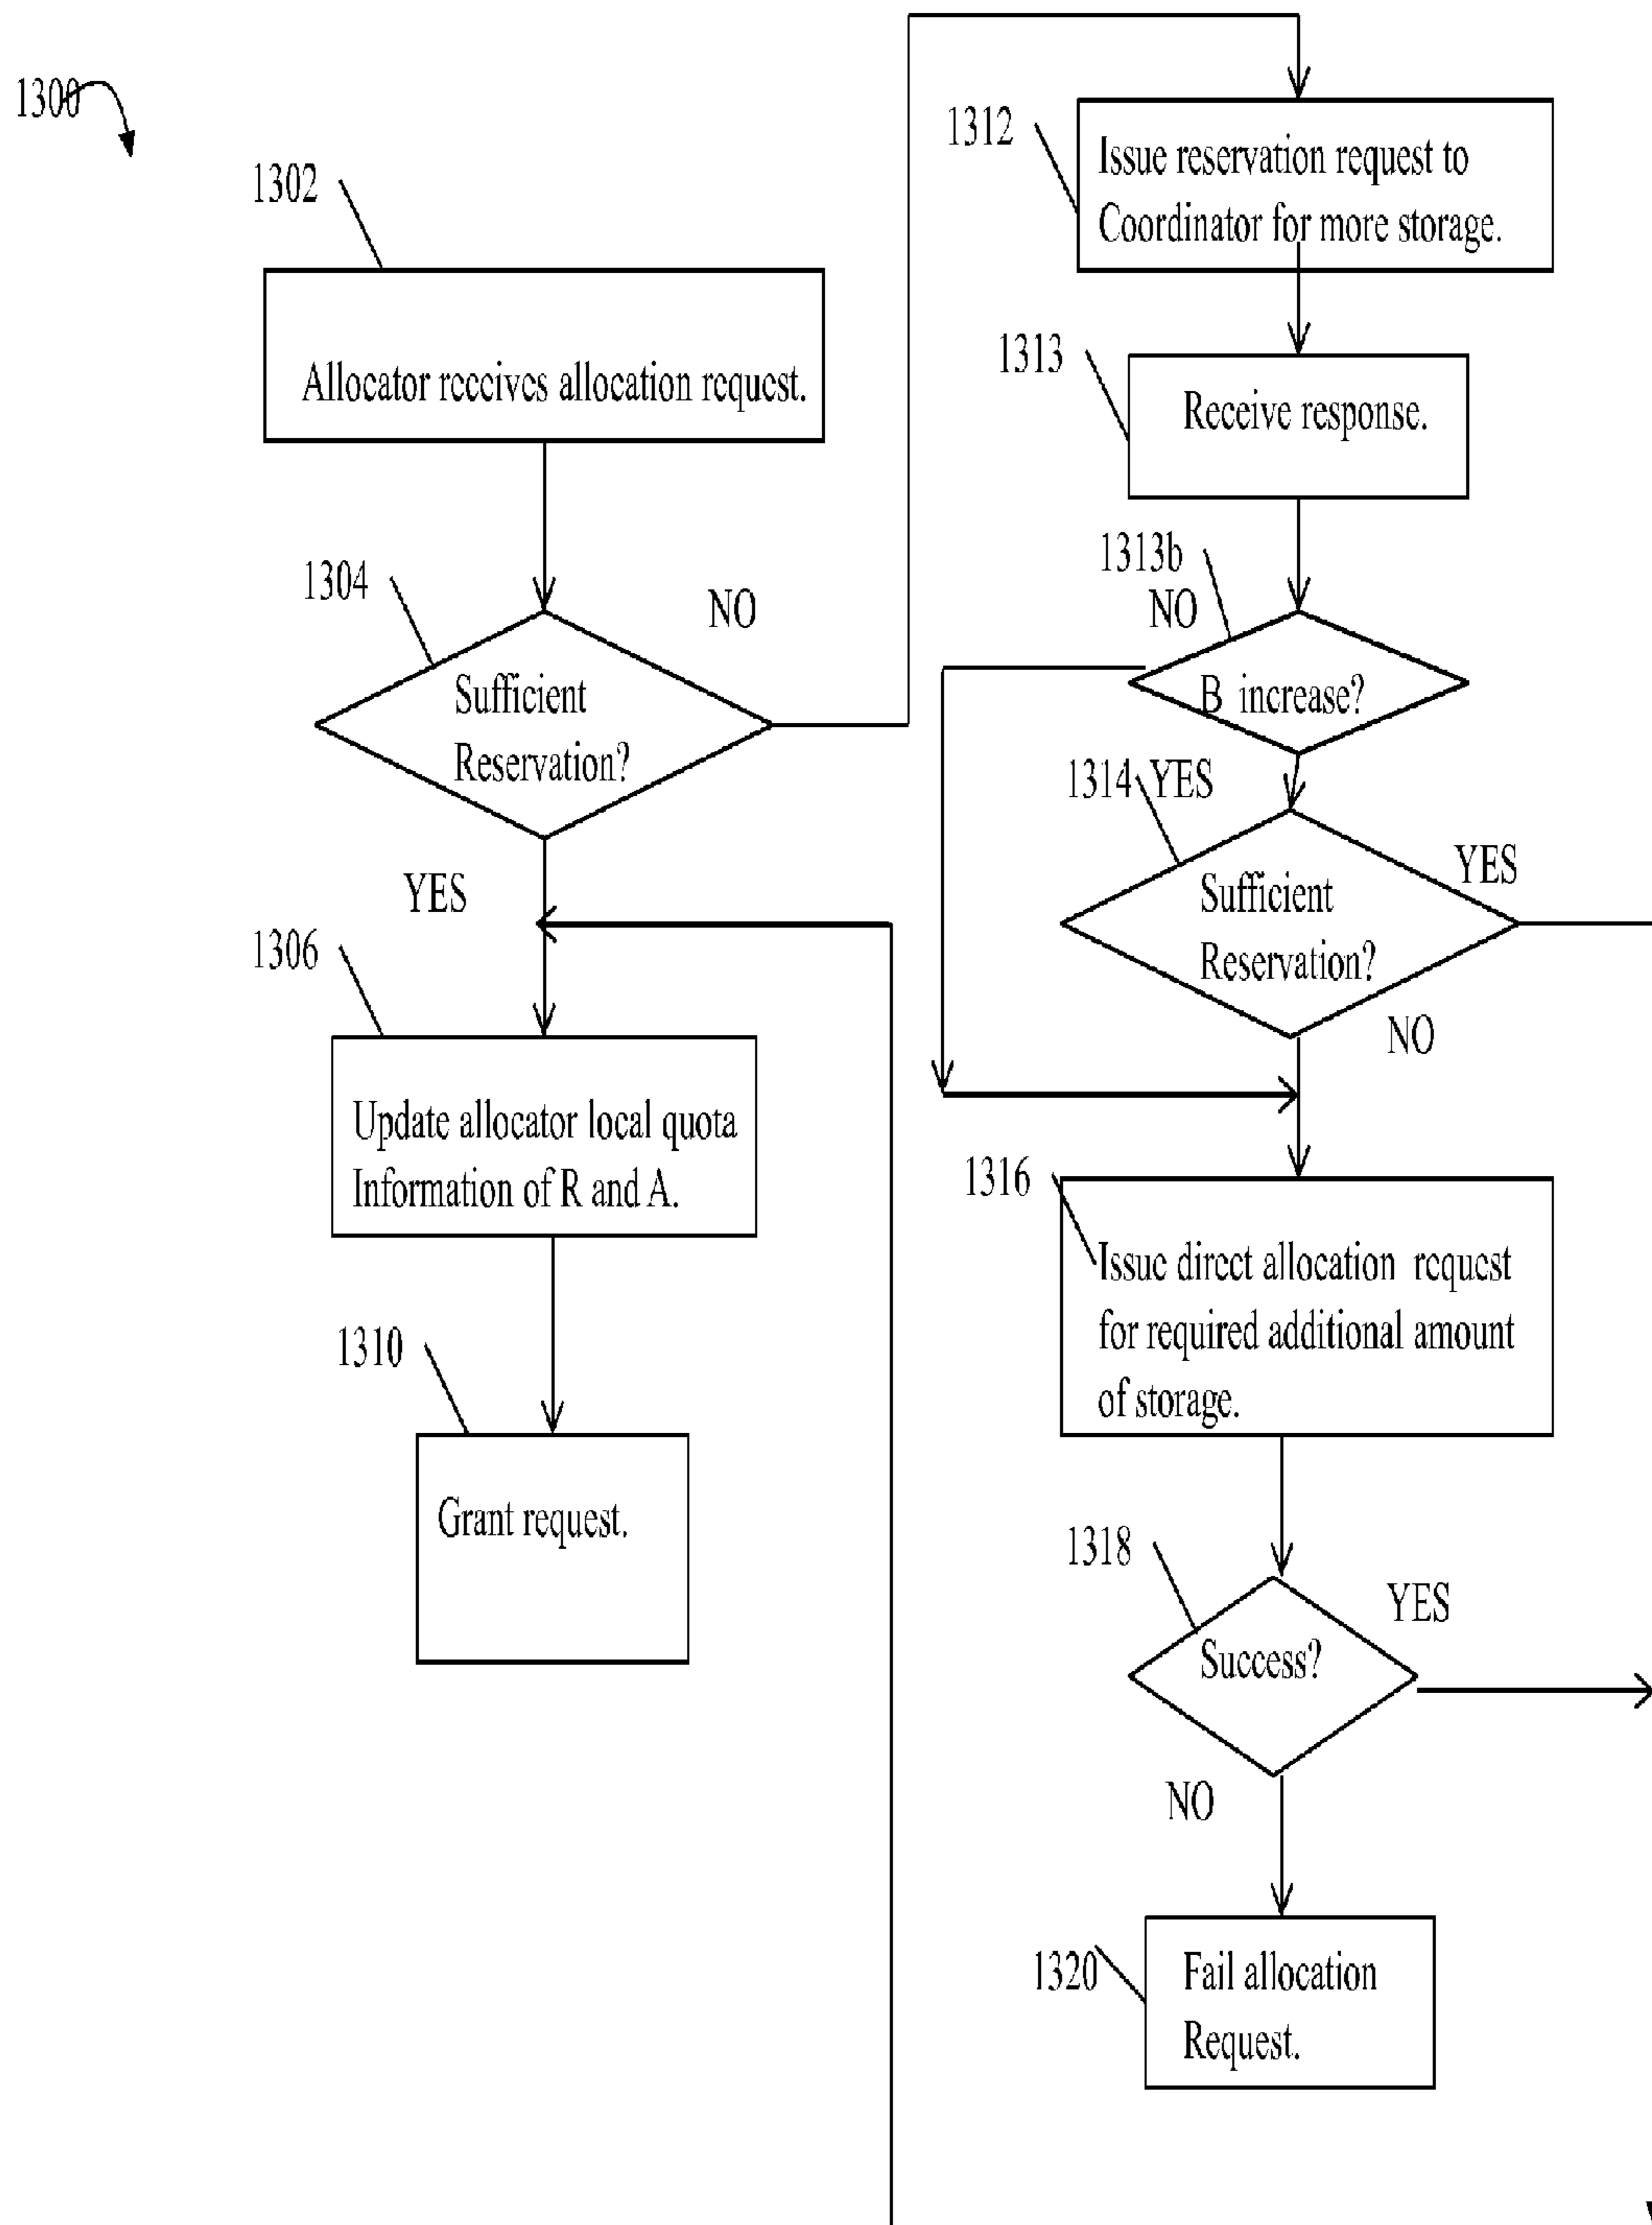 1300
1302
Allocator receives allocation request.
1304
NO
Sufficient
Reservation?
YES
1306
Update allocator local quota
Information of R and A.
1310
Grant request.
1312
Issue reservation request to
Coordinator for more storage.
1313
Receive response.
1313b
NO
B increase?
1314 YES
Sufficient
Reservation?
YES
NO
1316
Issue direct allocation request
for required additional amount
of storage.
1318
Success?
YES
NO
1320
Fail allocation
Request.